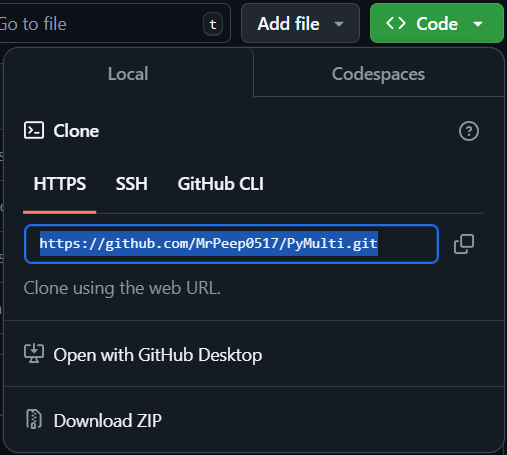 Go to file
t
Add file
Code
Local
Codespaces
Clone
HTTPS
SSH
GitHub CLI
https://github.com/MrPeep0517/PyMulti.git
Clone using the web URL.
Open with GitHub Desktop
Download ZIP